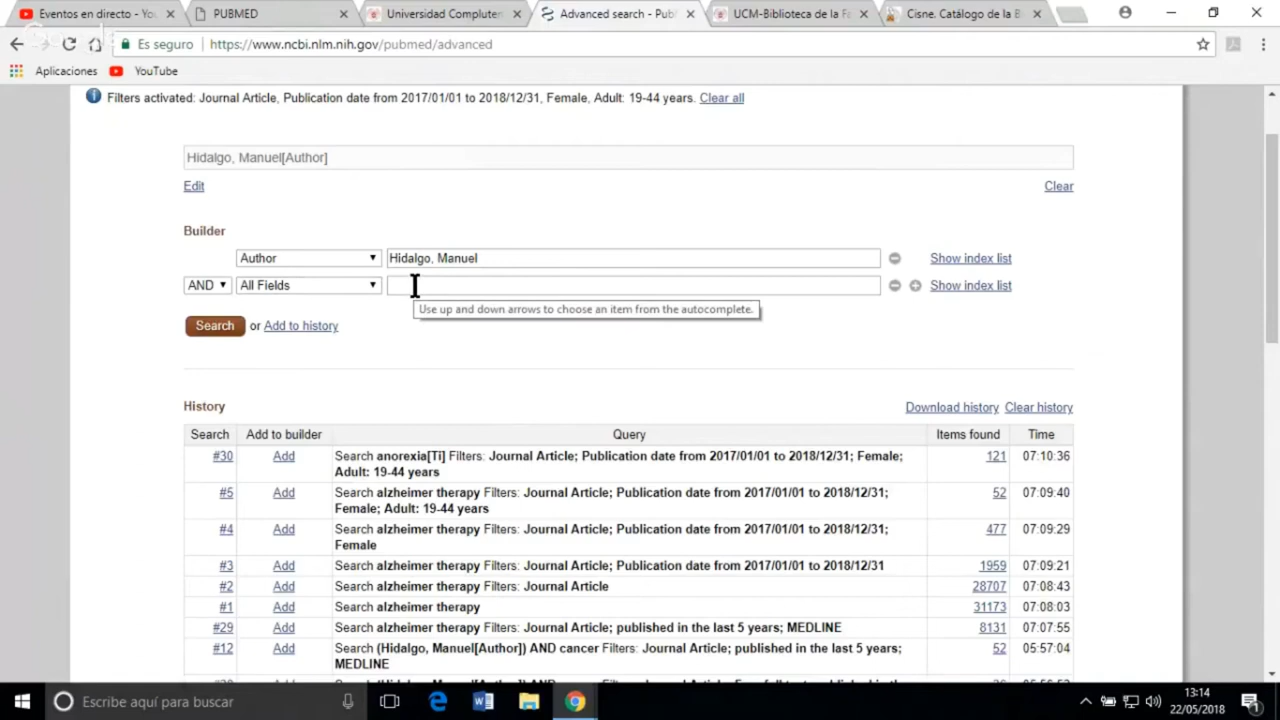 Eventos en directo - You
PUBMED
Universidad Compluten
Advanced search - Pub
UCM-Biblioteca de la Fa
Cisne. Catálogo de la B
Es seguro https://www.ncbi.nlm.nih.gov/pubmed/advanced
Aplicaciones YouTube
Filters activated: Journal Article, Publication date from 2017/01/01 to 2018/12/31, Female, Adult: 19-44 years. Clear all
Hidalgo, Manuel[Author]
Edit Clear
Builder
Author Hidalgo, Manuel Show index list
AND All Fields Show index list
Use up and down arrows to choose an item from the autocomplete.
Search or Add to history
History Download history Clear history
Search Add to builder Query Items found Time
#30 Add Search anorexia[Ti] Filters: Journal Article; Publication date from 2017/01/01 to 2018/12/31; Female; 121 07:10:36
Adult: 19-44 years
#5 Add Search alzheimer therapy Filters: Journal Article; Publication date from 2017/01/01 to 2018/12/31; 52 07:09:40
Female; Adult: 19-44 years
#4 Add Search alzheimer therapy Filters: Journal Article; Publication date from 2017/01/01 to 2018/12/31; 477 07:09:29
Female
#3 Add Search alzheimer therapy Filters: Journal Article; Publication date from 2017/01/01 to 2018/12/31 1959 07:09:21
#2 Add Search alzheimer therapy Filters: Journal Article 28707 07:08:43
#1 Add Search alzheimer therapy 31173 07:08:03
#29 Add Search alzheimer therapy Filters: Journal Article; published in the last 5 years; MEDLINE 8131 07:07:55
#12 Add Search (Hidalgo, Manuel[Author]) AND cancer Filters: Journal Article; published in the last 5 years; 52 05:57:04
MEDLINE
Escribe aquí para buscar
13:14
22/05/2018